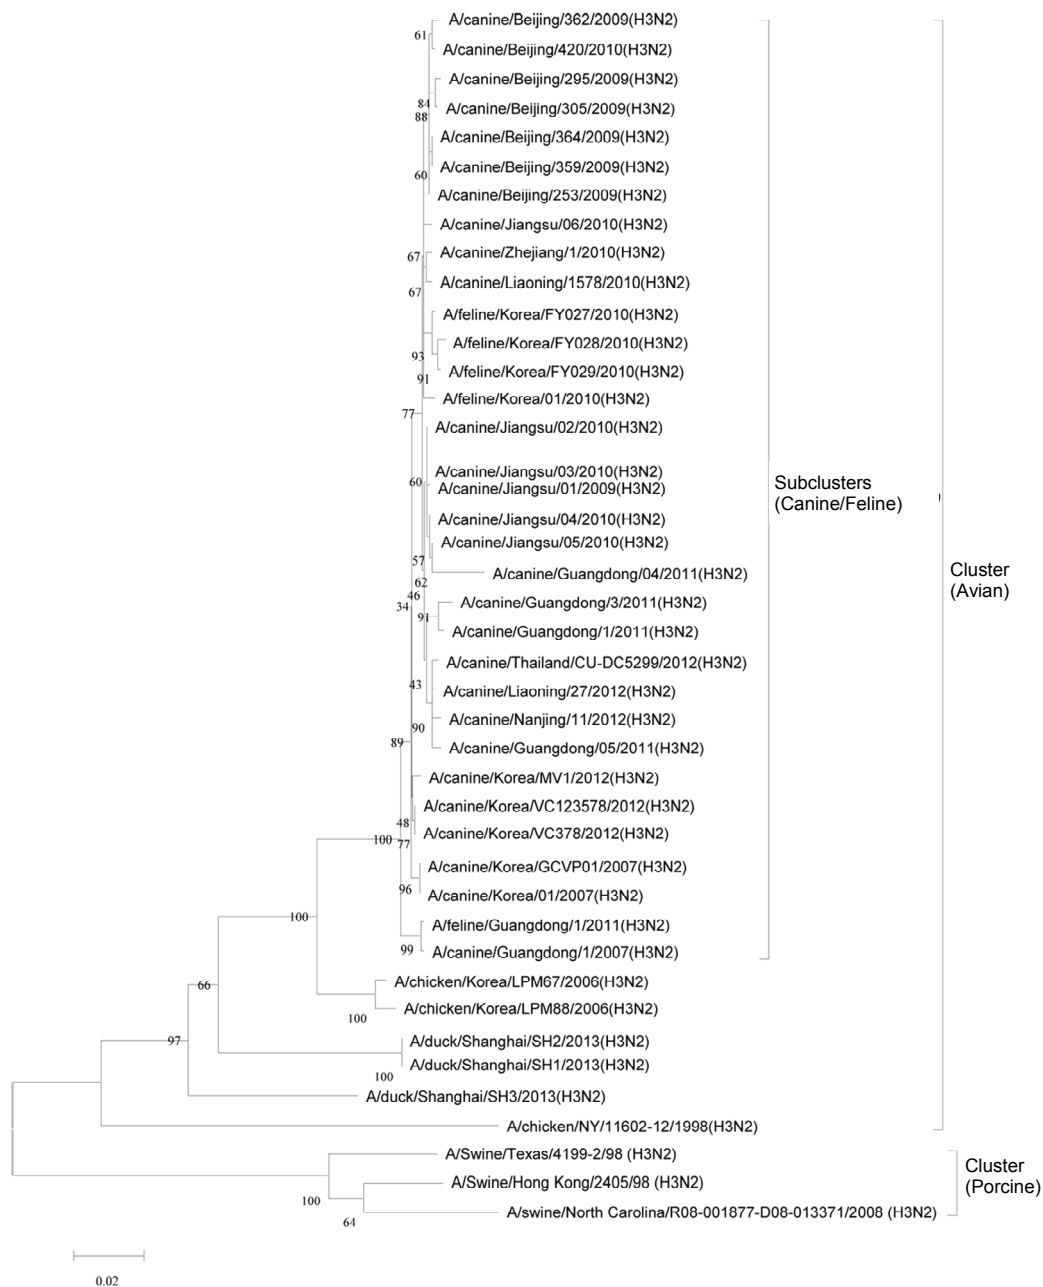 A/canine/Beijing/362/2009(H3N2)
61
A/canine/Beijing/420/2010(H3N2)
A/canine/Beijing/295/2009(H3N2)
84
A/canine/Beijing/305/2009(H3N2)
88
A/canine/Beijing/364/2009(H3N2)
A/canine/Beijing/359/2009(H3N2)
60
A/canine/Beijing/253/2009(H3N2)
A/canine/Jiangsu/06/2010(H3N2)
A/canine/Zhejiang/1/2010(H3N2)
67
A/canine/Liaoning/1578/2010(H3N2)
67
A/feline/Korea/FY027/2010(H3N2)
A/feline/Korea/FY028/2010(H3N2)
93
A/feline/Korea/FY029/2010(H3N2)
91
A/feline/Korea/01/2010(H3N2)
77
A/canine/Jiangsu/02/2010(H3N2)
A/canine/Jiangsu/03/2010(H3N2)
60
A/canine/Jiangsu/01/2009(H3N2)
Subclusters
(Canine/Feline)
A/canine/Jiangsu/04/2010(H3N2)
A/canine/Jiangsu/05/2010(H3N2)
57
A/canine/Guangdong/04/2011(H3N2)
Cluster
(Avian)
62
46
34
A/canine/Guangdong/3/2011(H3N2)
91
A/canine/Guangdong/1/2011(H3N2)
A/canine/Thailand/CU-DC5299/2012(H3N2)
43
A/canine/Liaoning/27/2012(H3N2)
A/canine/Nanjing/11/2012(H3N2)
90
89
A/canine/Guangdong/05/2011(H3N2)
A/canine/Korea/MV1/2012(H3N2)
A/canine/Korea/VC123578/2012(H3N2)
48
A/canine/Korea/VC378/2012(H3N2)
100
77
A/canine/Korea/GCVP01/2007(H3N2)
96
A/canine/Korea/01/2007(H3N2)
100
A/feline/Guangdong/1/2011(H3N2)
99
A/canine/Guangdong/1/2007(H3N2)
66
A/chicken/Korea/LPM67/2006(H3N2)
A/chicken/Korea/LPM88/2006(H3N2)
100
97
A/duck/Shanghai/SH2/2013(H3N2)
A/duck/Shanghai/SH1/2013(H3N2)
100
A/duck/Shanghai/SH3/2013(H3N2)
A/chicken/NY/11602-12/1998(H3N2)
A/Swine/Texas/4199-2/98 (H3N2)
Cluster
(Porcine)
A/Swine/Hong Kong/2405/98 (H3N2)
100
A/swine/North Carolina/R08-001877-D08-013371/2008 (H3N2)
64
0.02